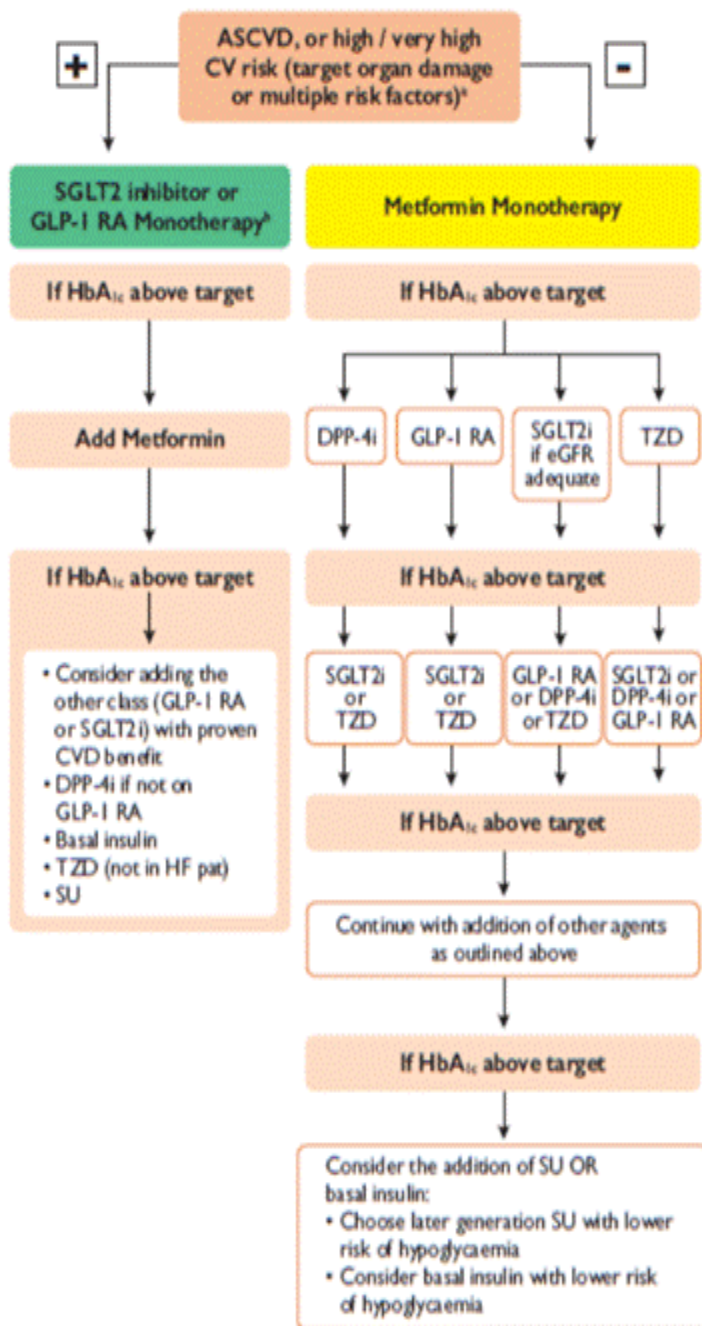 ASCVD, or high / very high
CV risk (target organ damage
or multiple risk factors)ᵃ
+
-
SGLT2 inhibitor or
GLP-1 RA Monotherapyᵇ
If HbA₁c above target
Add Metformin
If HbA₁c above target
• Consider adding the
other class (GLP-1 RA
or SGLT2i) with proven
CVD benefit
• DPP-4i if not on
GLP-1 RA
• Basal insulin
• TZD (not in HF pat)
• SU
Metformin Monotherapy
If HbA₁c above target
DPP-4i
GLP-1 RA
SGLT2i
if eGFR
adequate
TZD
If HbA₁c above target
SGLT2i
or
TZD
SGLT2i
or
TZD
GLP-1 RA
or DPP-4i
or TZD
SGLT2i or
DPP-4i or
GLP-1 RA
If HbA₁c above target
Continue with addition of other agents
as outlined above
If HbA₁c above target
Consider the addition of SU OR
basal insulin:
• Choose later generation SU with lower
risk of hypoglycaemia
• Consider basal insulin with lower risk
of hypoglycaemia